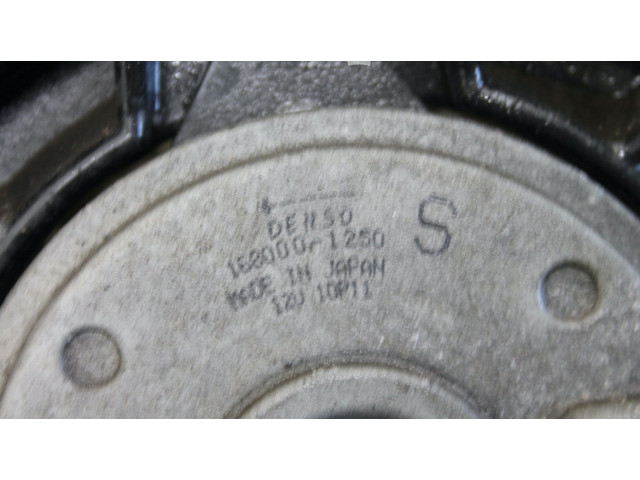 DENSO
168000-1250
MADE IN JAPAN
12V 10P11
S